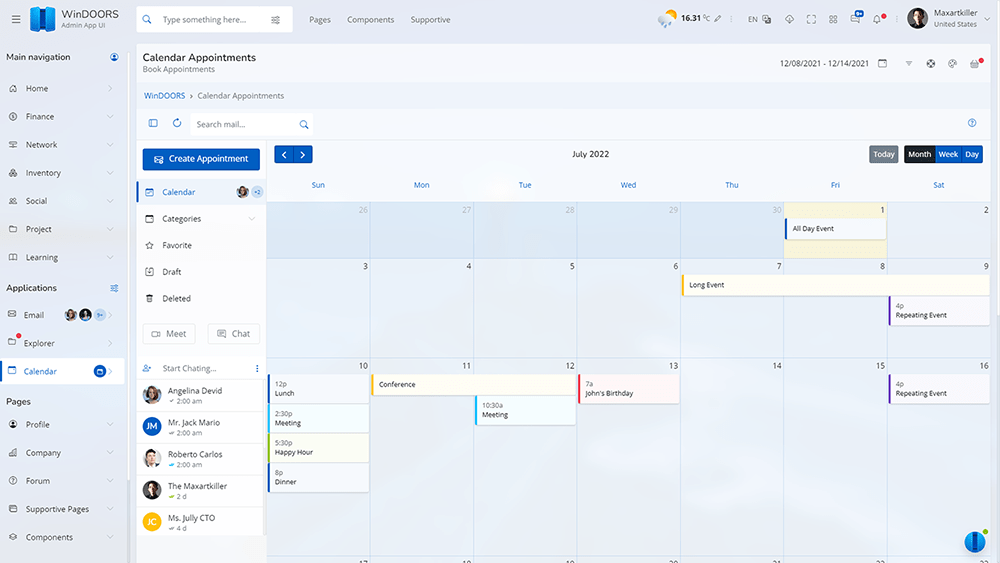 WinDOORS
Admin App UI
Type something here...
Pages
Components
Supportive
16.31 °C
EN
9+
Maxartkiller
United States
Main navigation
Home
Finance
Network
Inventory
Social
Project
Learning
Applications
Email
9+
Explorer
Calendar
Pages
Profile
Company
Forum
Supportive Pages
Components
Calendar Appointments
Book Appointments
12/08/2021 - 12/14/2021
WinDOORS › Calendar Appointments
Search mail...
Create Appointment
Calendar
+2
Categories
Favorite
Draft
Deleted
Meet
Chat
Start Chating...
Angelina Devid
2:00 am
JM
Mr. Jack Mario
2:00 am
Roberto Carlos
2:00 am
The Maxartkiller
2 d
JC
Ms. Jully CTO
4 d
July 2022
Today
Month
Week
Day
Sun Mon Tue Wed Thu Fri Sat
26 27 28 29 30 1 2
All Day Event
3 4 5 6 7 8 9
Long Event
4p
Repeating Event
10 11 12 13 14 15 16
12p
Lunch
Conference
7a
John's Birthday
4p
Repeating Event
2:30p
Meeting
10:30a
Meeting
5:30p
Happy Hour
8p
Dinner